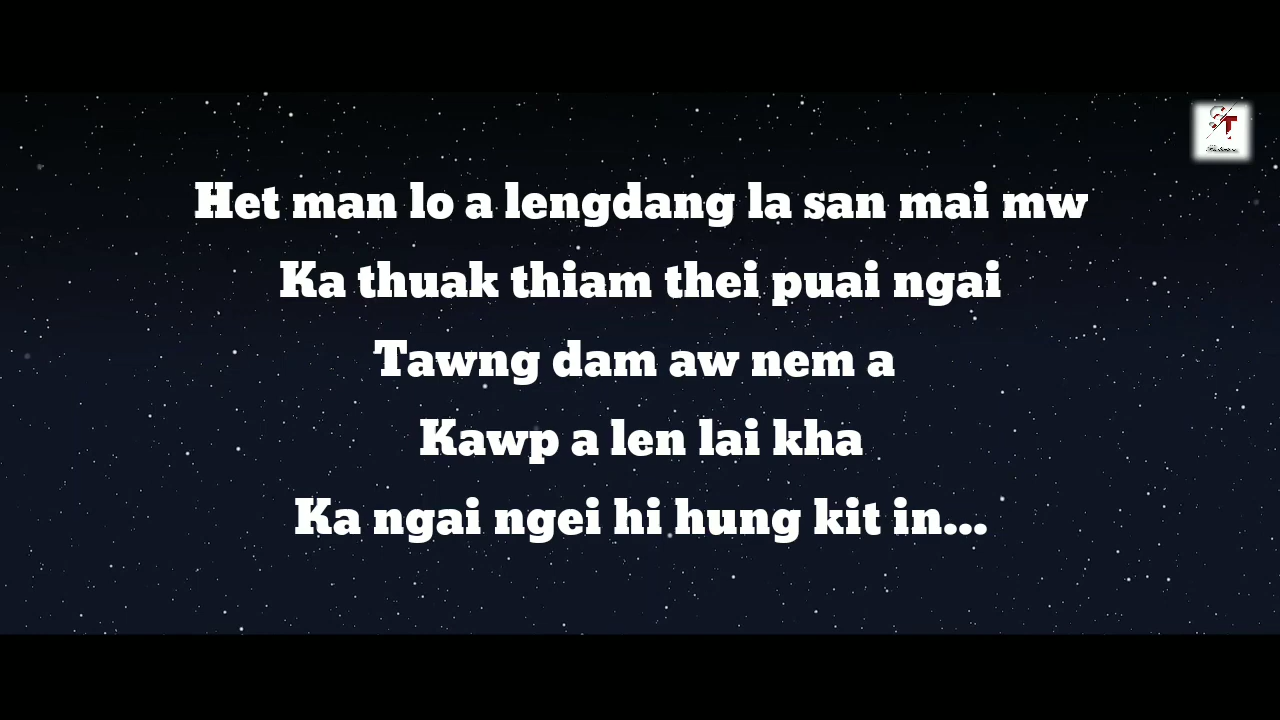 Het man lo a lengdang la san mai mw
Ka thuak thiam thei puai ngai
Tawng dam aw nem a
Kawp a len lai kha
Ka ngai ngei hi hung kit in...
ST